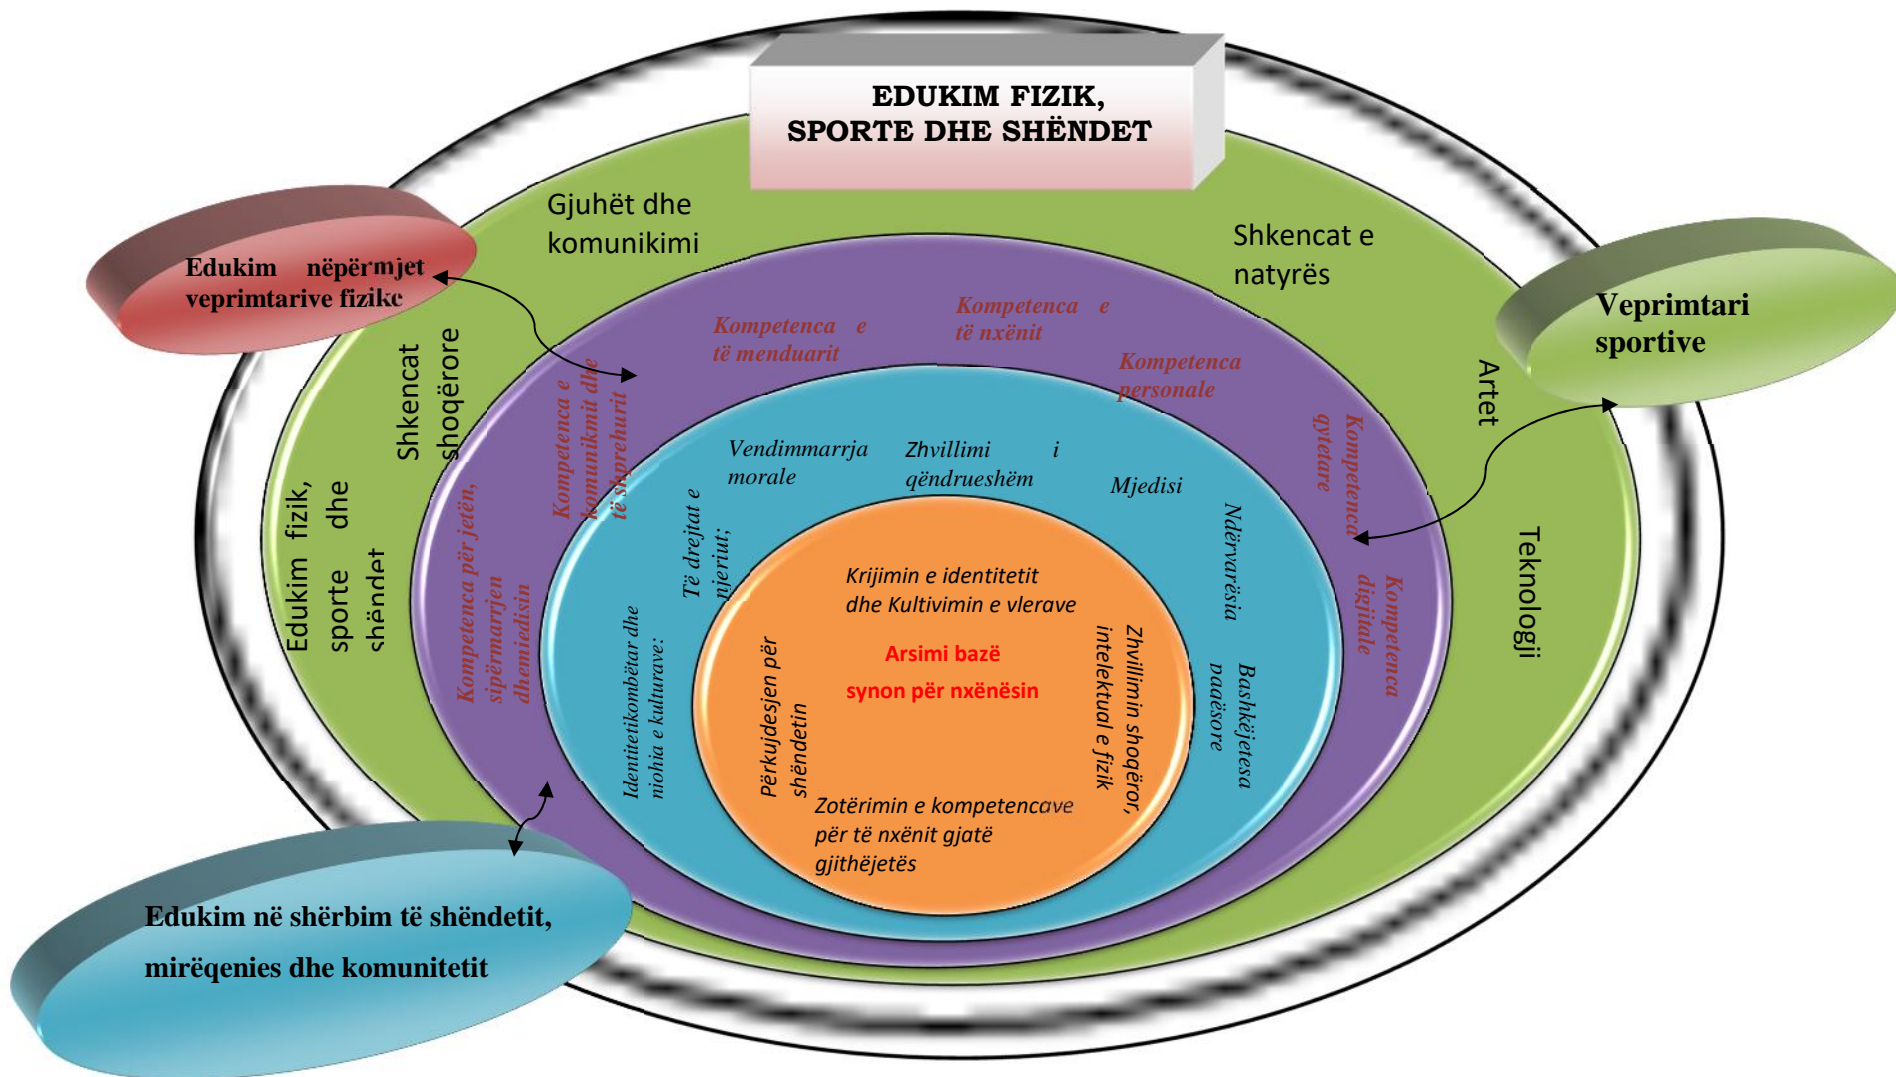 EDUKIM FIZIK,
SPORTE DHE SHËNDET
Gjuhët dhe
komunikimi
Shkencat e
natyrës
Edukim nëpërmjet
veprimtarive fizike
Veprimtari
sportive
Kompetenca e
të menduarit
Kompetenca e
të nxënit
Kompetenca
personale
Shkencat
shoqërore
Kompetenca e
komunikmit dhe
të shprehurit
Artet
Kompetenca
qytetare
Vendimmarrja
morale
Zhvillimi i
qëndrueshëm
Mjedisi
Edukim fizik,
sporte dhe
shëndet
Kompetenca për jetën,
sipërmarrjen
dhemjedisin
Të drejtat e
njeriut;
Ndërvarësia
Kompetenca
digjitale
Teknologji
Krijimin e identitetit
dhe Kultivimin e vlerave
Arsimi bazë
synon për nxënësin
Identitetikombëtar dhe
njohja e kulturave:
Përkujdesjen për
shëndetin
Zhvillimin shoqëror,
intelektual e fizik
Bashkëjetesa
paqësore
Zotërimin e kompetencave
për të nxënit gjatë
gjithëjetës
Edukim në shërbim të shëndetit,
mirëqenies dhe komunitetit